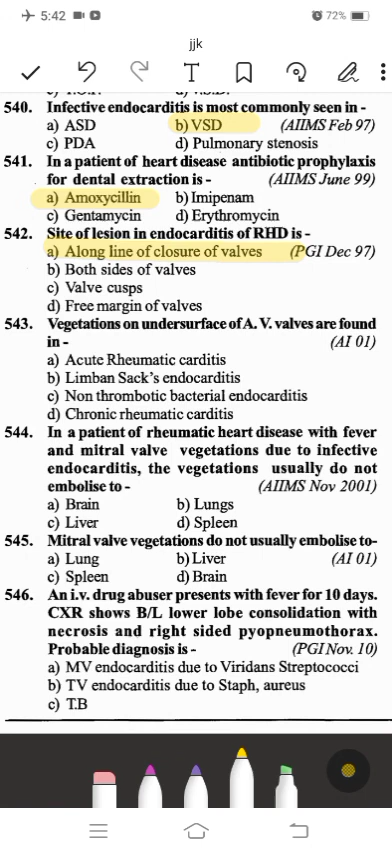 5:42
72%
jjk
T
c) T.O.F. d) V.S.D.
540. Infective endocarditis is most commonly seen in -
a) ASD b) VSD (AIIMS Feb 97)
c) PDA d) Pulmonary stenosis
541. In a patient of heart disease antibiotic prophylaxis
for dental extraction is - (AIIMS June 99)
a) Amoxycillin b) Imipenam
c) Gentamycin d) Erythromycin
542. Site of lesion in endocarditis of RHD is -
a) Along line of closure of valves (PGI Dec 97)
b) Both sides of valves
c) Valve cusps
d) Free margin of valves
543. Vegetations on undersurface of A. V. valves are found
in - (AI 01)
a) Acute Rheumatic carditis
b) Limban Sack's endocarditis
c) Non thrombotic bacterial endocarditis
d) Chronic rheumatic carditis
544. In a patient of rheumatic heart disease with fever
and mitral valve vegetations due to infective
endocarditis, the vegetations usually do not
embolise to - (AIIMS Nov 2001)
a) Brain b) Lungs
c) Liver d) Spleen
545. Mitral valve vegetations do not usually embolise to-
a) Lung b) Liver (AI 01)
c) Spleen d) Brain
546. An i.v. drug abuser presents with fever for 10 days.
CXR shows B/L lower lobe consolidation with
necrosis and right sided pyopneumothorax.
Probable diagnosis is - (PGI Nov. 10)
a) MV endocarditis due to Viridans Streptococci
b) TV endocarditis due to Staph, aureus
c) T.B